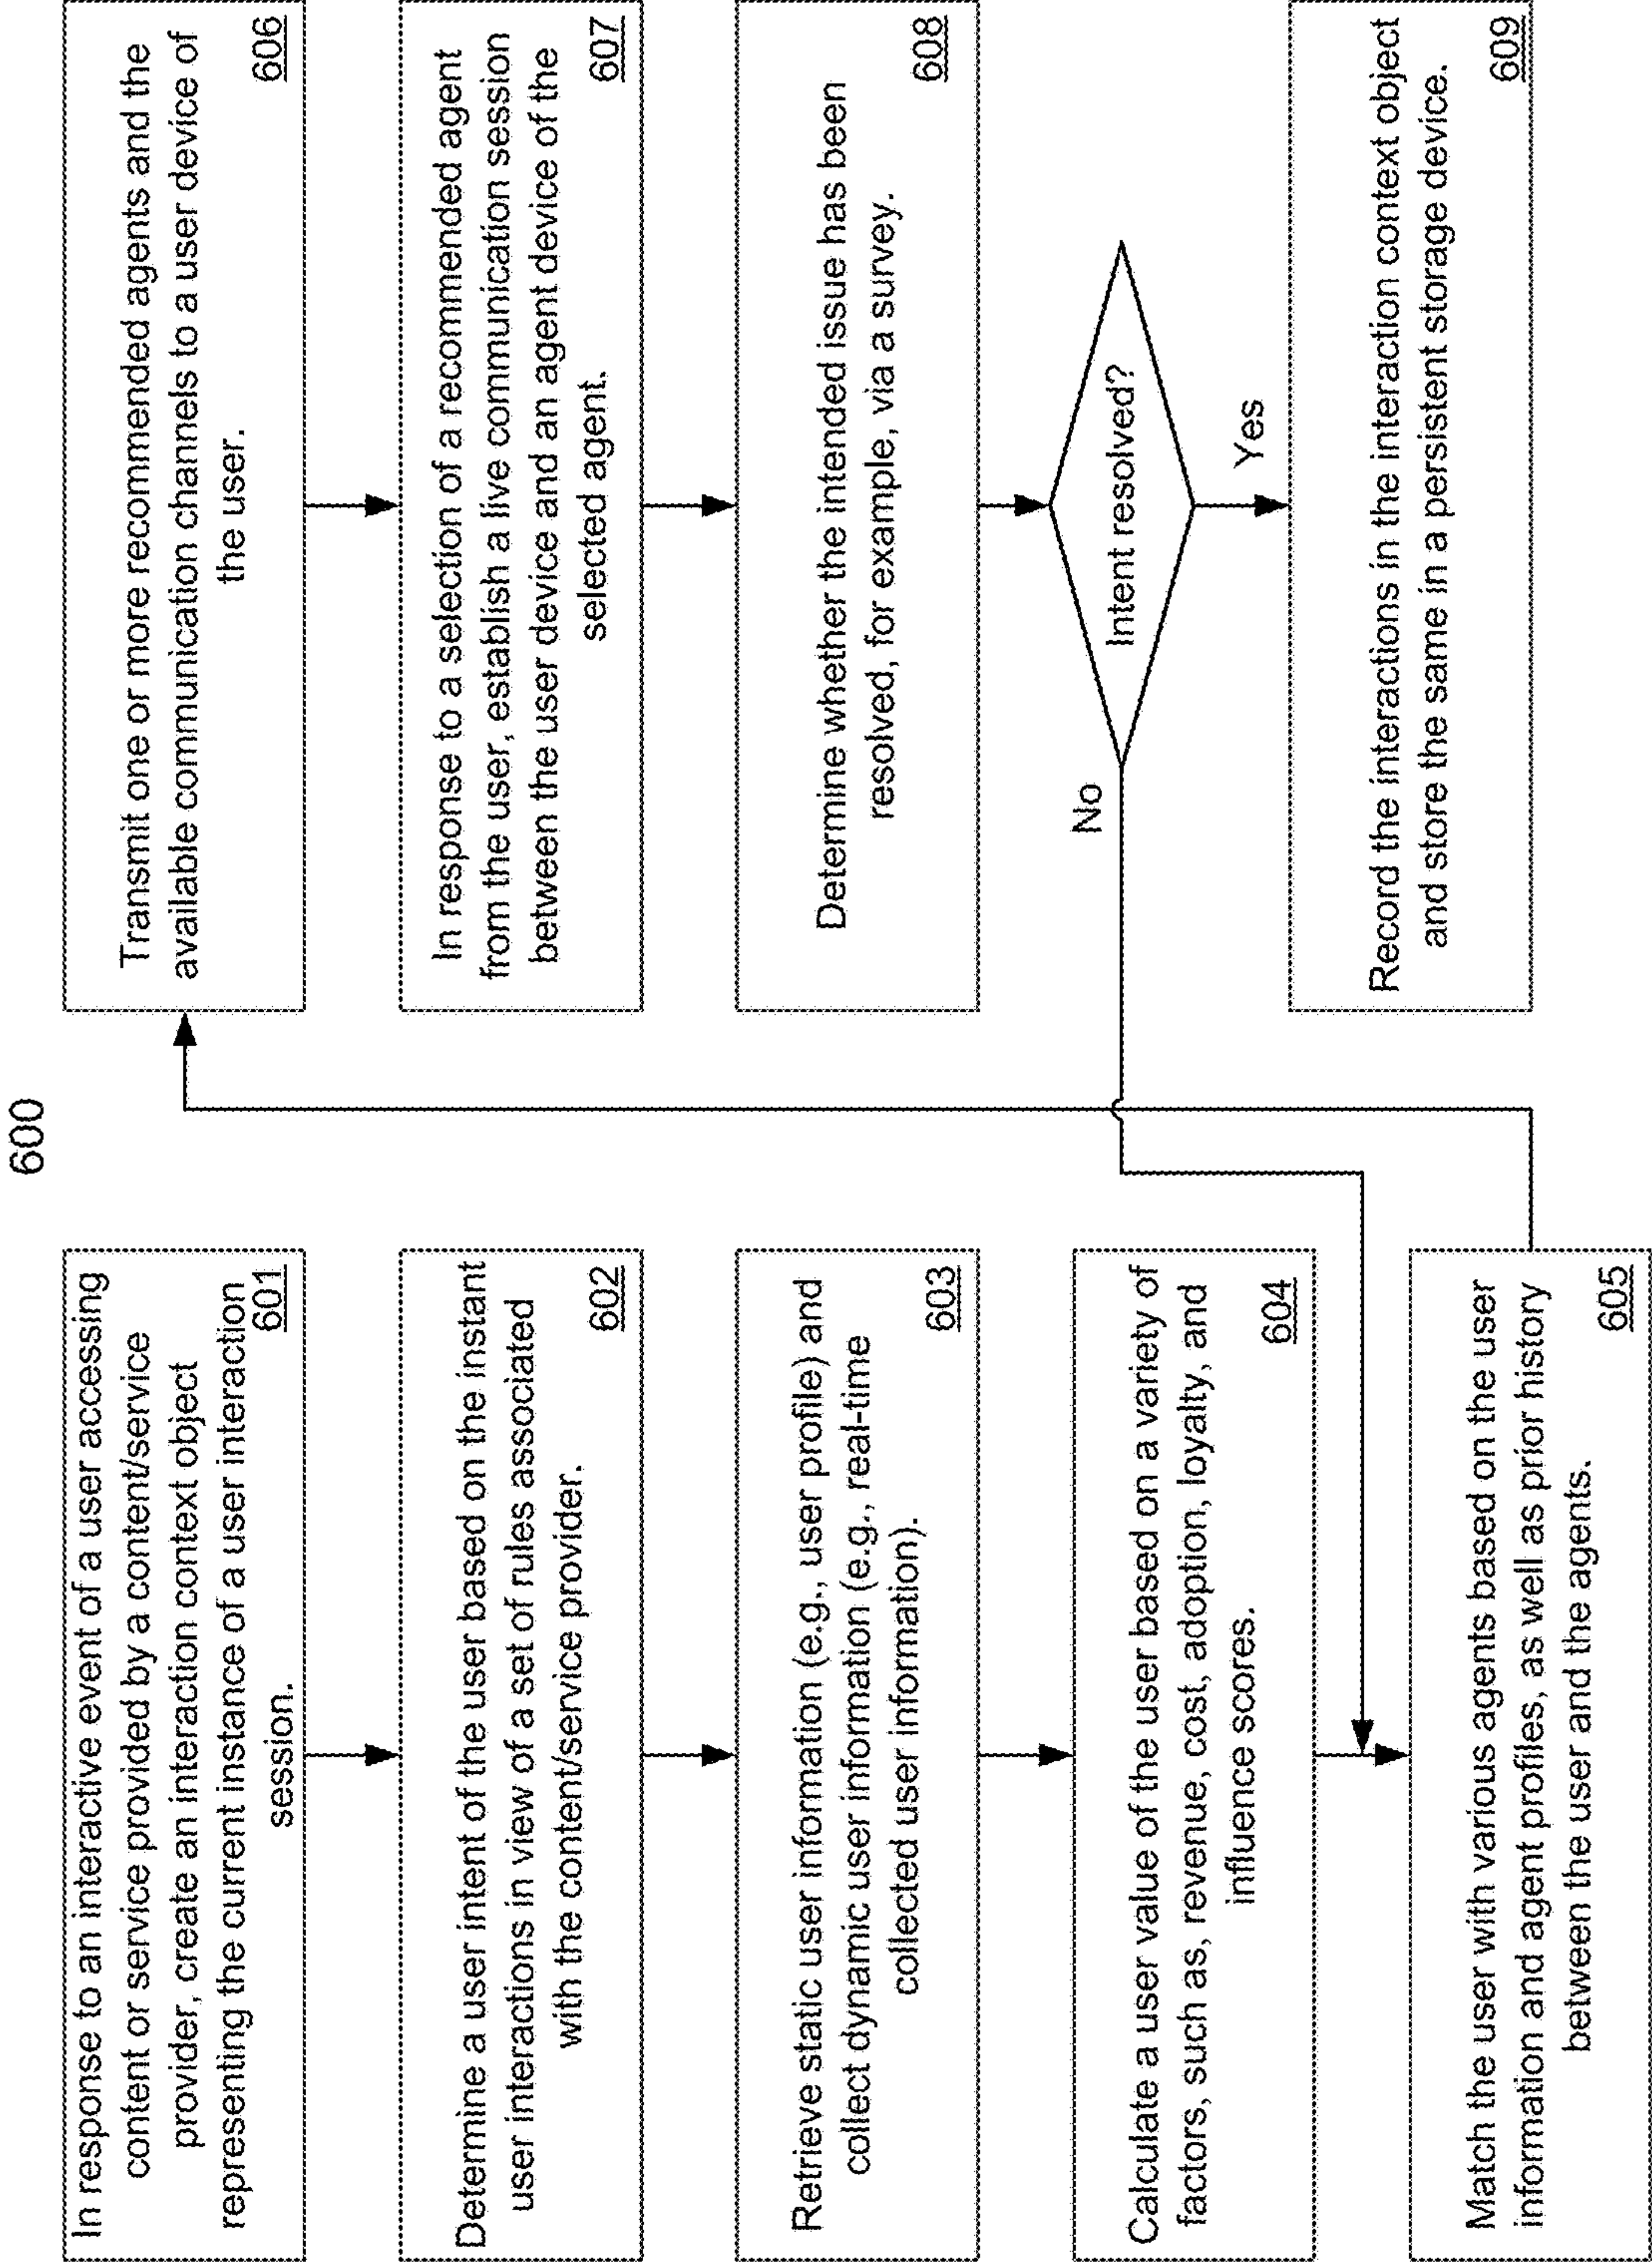 600
In response to an interactive event of a user accessing
content or service provided by a content/service
provider, create an interaction context object
representing the current instance of a user interaction
session.
601
Determine a user intent of the user based on the instant
user interactions in view of a set of rules associated
with the content/service provider.
602
Retrieve static user information (e.g., user profile) and
collect dynamic user information (e.g., real-time
collected user information).
603
Calculate a user value of the user based on a variety of
factors, such as, revenue, cost, adoption, loyalty, and
influence scores.
604
Match the user with various agents based on the user
information and agent profiles, as well as prior history
between the user and the agents.
605
Transmit one or more recommended agents and the
available communication channels to a user device of
the user.
606
In response to a selection of a recommended agent
from the user, establish a live communication session
between the user device and an agent device of the
selected agent.
607
Determine whether the intended issue has been
resolved, for example, via a survey.
608
Intent resolved?
No
Yes
Record the interactions in the interaction context object
and store the same in a persistent storage device.
609